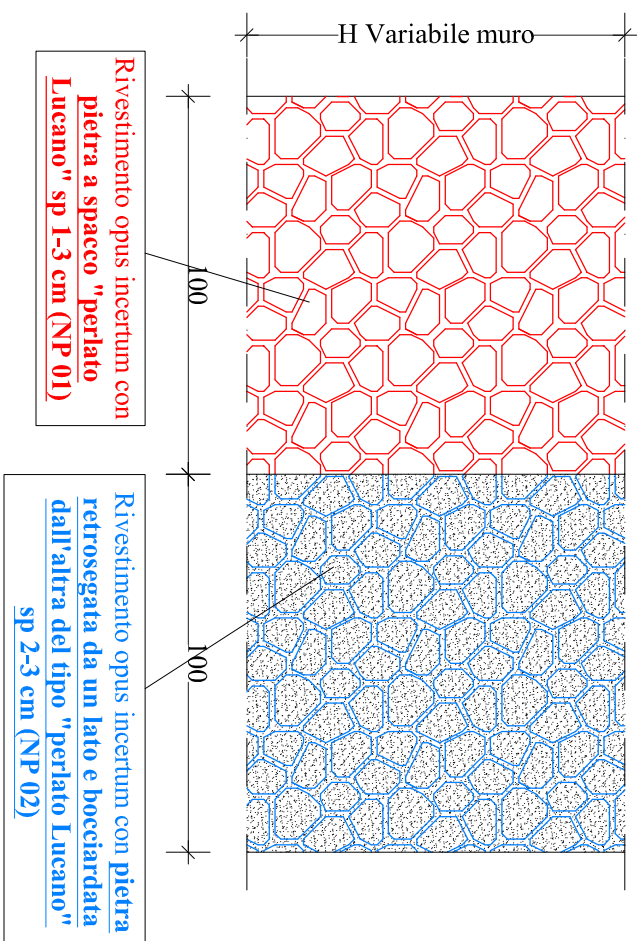 H Variabile muro
Rivestimento opus incertum con
pietra a spacco "perlato
Lucano" sp 1-3 cm (NP 01)
100
Rivestimento opus incertum con pietra
retrosegata da un lato e bocciardata
dall'altra del tipo "perlato Lucano"
sp 2-3 cm (NP 02)
100